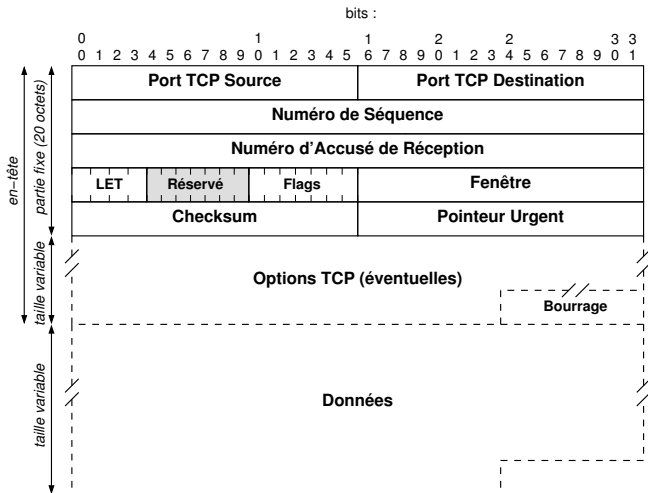 bits :
0 1 1 2 2 3 3
0 1 2 3 4 5 6 7 8 9 0 1 2 3 4 5 6 7 8 9 0 1 2 3 4 5 6 7 8 9 0 1
Port TCP Source Port TCP Destination
Numéro de Séquence
Numéro d'Accusé de Réception
LET Réservé Flags Fenêtre
Checksum Pointeur Urgent
Options TCP (éventuelles)
Bourrage
Données
en-tête
partie fixe (20 octets)
taille variable
taille variable